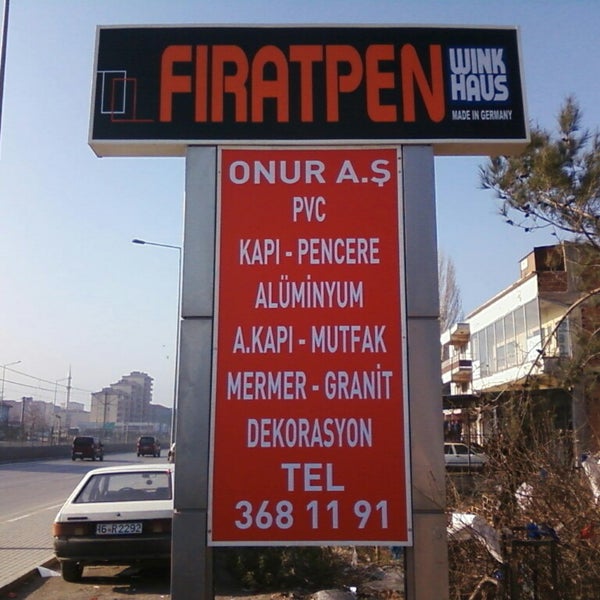 FIRATPEN
WINK
HAUS
MADE IN GERMANY
ONUR A.Ş
PVC
KAPI - PENCERE
ALÜMİNYUM
A.KAPI - MUTFAK
MERMER - GRANİT
DEKORASYON
TEL
368 11 91